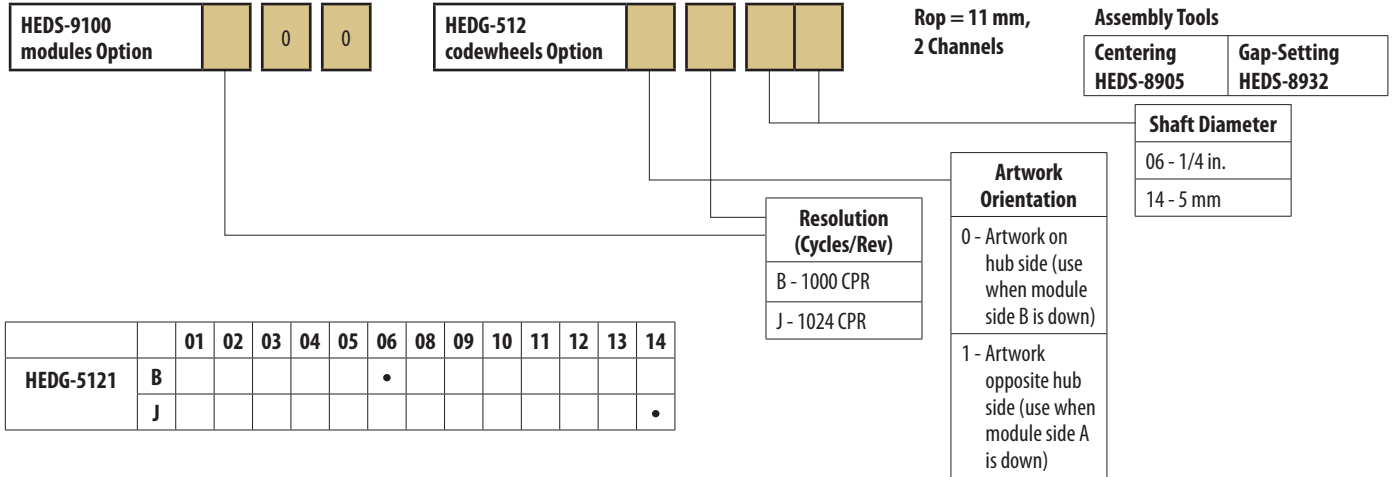 HEDS-9100
modules Option
0
0
HEDG-512
codewheels Option
Rop = 11 mm,
2 Channels
Assembly Tools
Centering
HEDS-8905
Gap-Setting
HEDS-8932
Shaft Diameter
06 - 1/4 in.
14 - 5 mm
Artwork
Orientation
0 - Artwork on
hub side (use
when module
side B is down)
1 - Artwork
opposite hub
side (use when
module side A
is down)
Resolution
(Cycles/Rev)
B - 1000 CPR
J - 1024 CPR
01 02 03 04 05 06 08 09 10 11 12 13 14
HEDG-5121 B •
J •